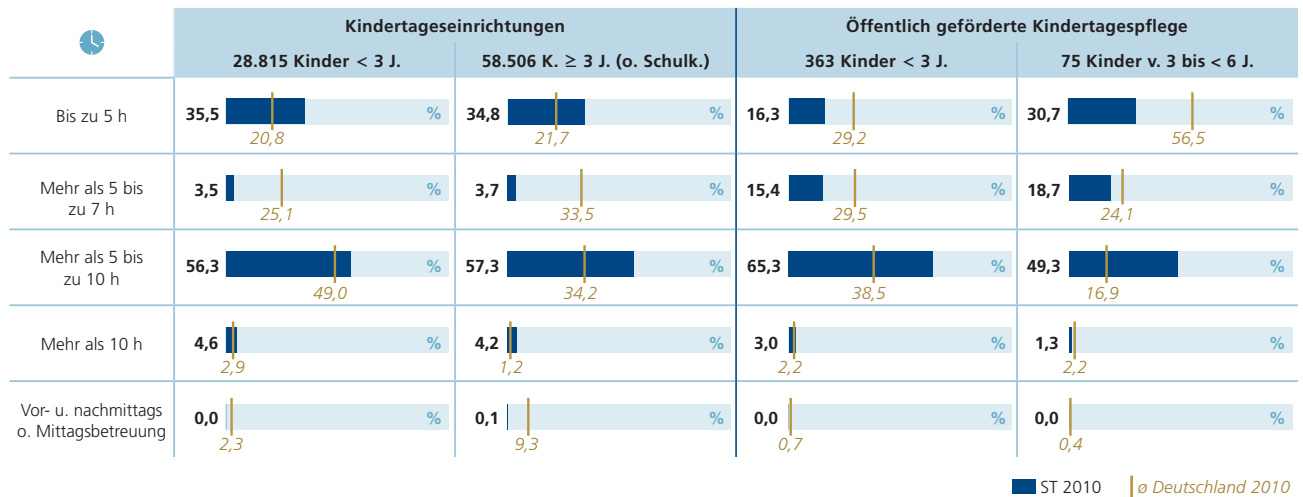 Kindertageseinrichtungen Öffentlich geförderte Kindertagespflege
28.815 Kinder < 3 J. 58.506 K. ≥ 3 J. (o. Schulk.) 363 Kinder < 3 J. 75 Kinder v. 3 bis < 6 J.
Bis zu 5 h 35,5 % 34,8 % 16,3 % 30,7 %
20,8 21,7 29,2 56,5
Mehr als 5 bis
zu 7 h 3,5 % 3,7 % 15,4 % 18,7 %
25,1 33,5 29,5 24,1
Mehr als 5 bis
zu 10 h 56,3 % 57,3 % 65,3 % 49,3 %
49,0 34,2 38,5 16,9
Mehr als 10 h 4,6 % 4,2 % 3,0 % 1,3 %
2,9 1,2 2,2 2,2
Vor- u. nachmittags
o. Mittagsbetreuung 0,0 % 0,1 % 0,0 % 0,0 %
2,3 9,3 0,7 0,4
ST 2010 ø Deutschland 2010